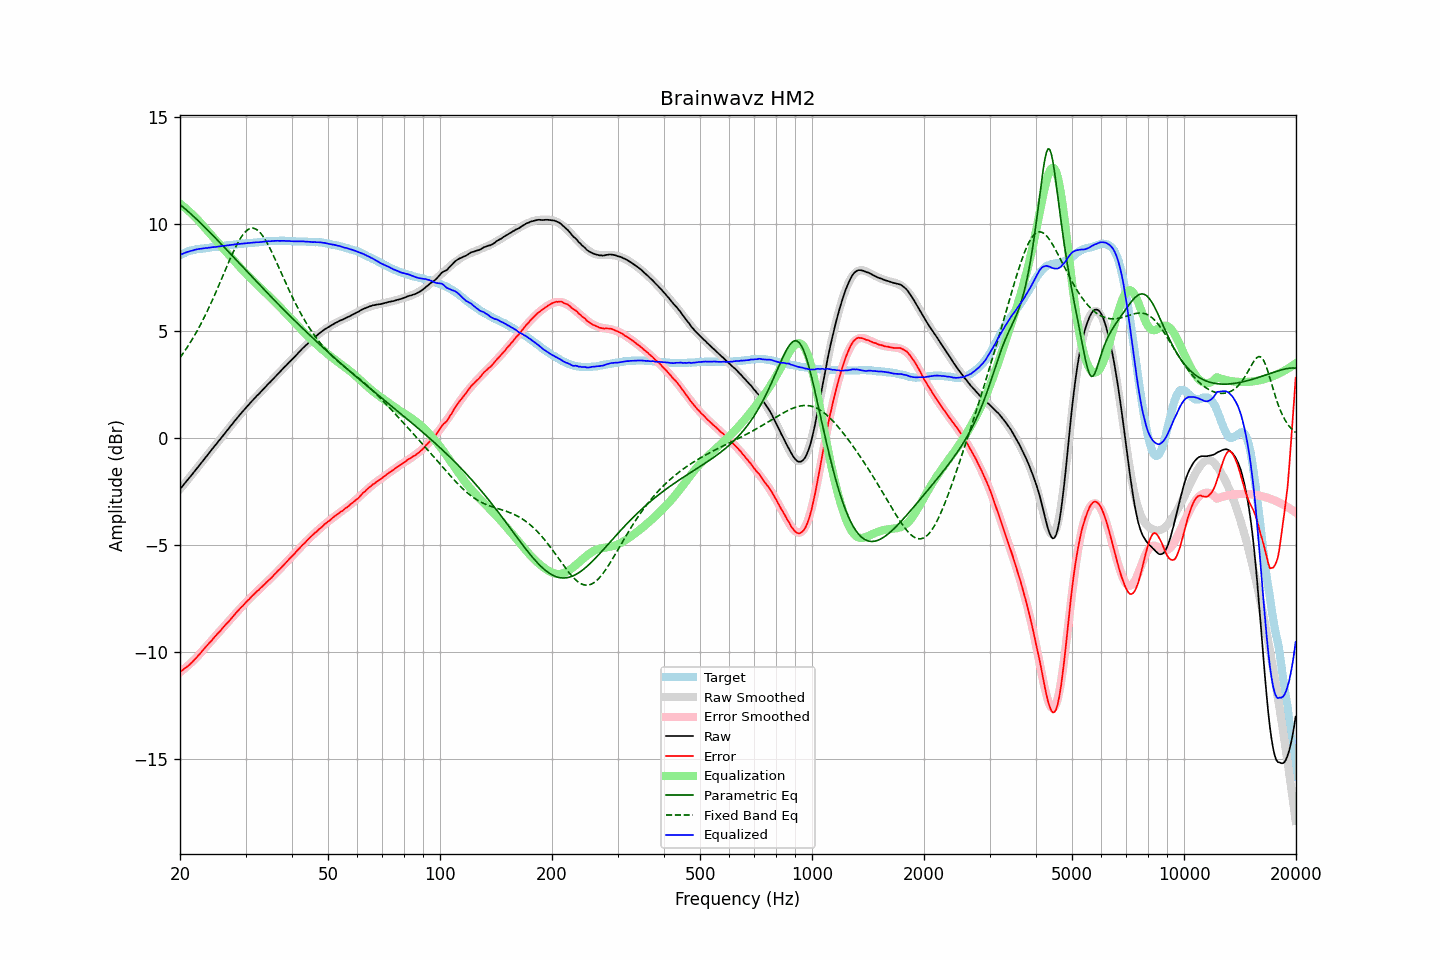 Brainwavz HM2
15
10
5
0
−5
−10
−15
Amplitude (dBr)
Target
Raw Smoothed
Error Smoothed
Raw
Error
Equalization
Parametric Eq
Fixed Band Eq
Equalized
20
50
100
200
500
1000
2000
5000
10000
20000
Frequency (Hz)